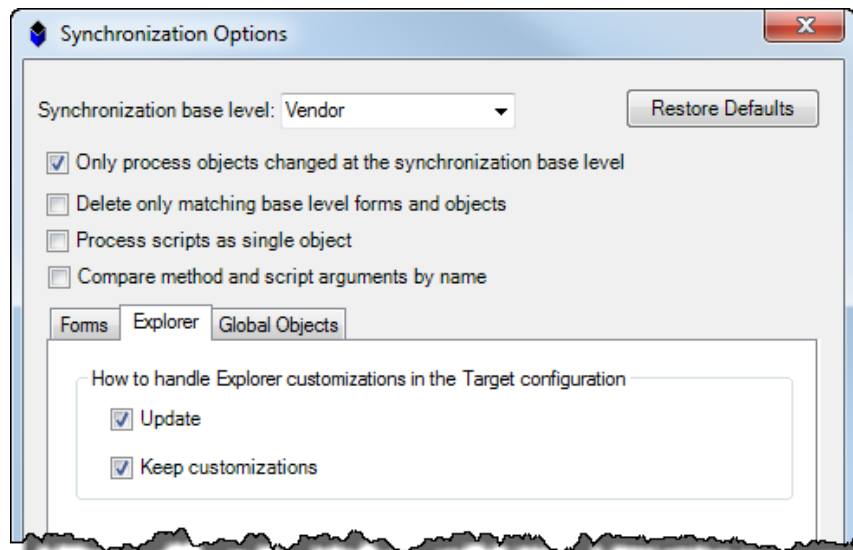 Synchronization Options
Synchronization base level: Vendor Restore Defaults
Only process objects changed at the synchronization base level
Delete only matching base level forms and objects
Process scripts as single object
Compare method and script arguments by name
Forms Explorer Global Objects
How to handle Explorer customizations in the Target configuration
Update
Keep customizations